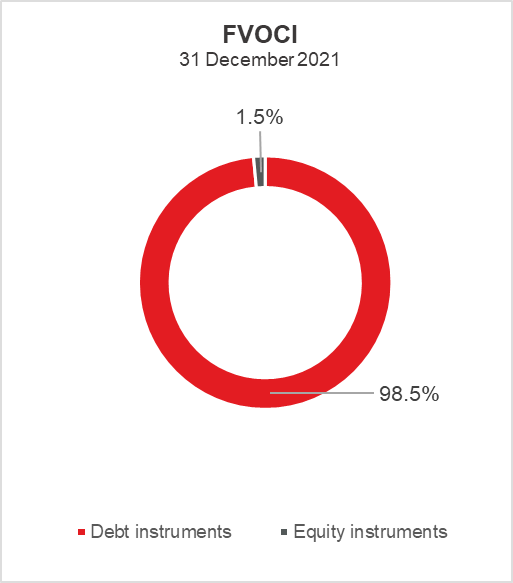 FVOCI
31 December 2021
1.5%
98.5%
Debt instruments
Equity instruments